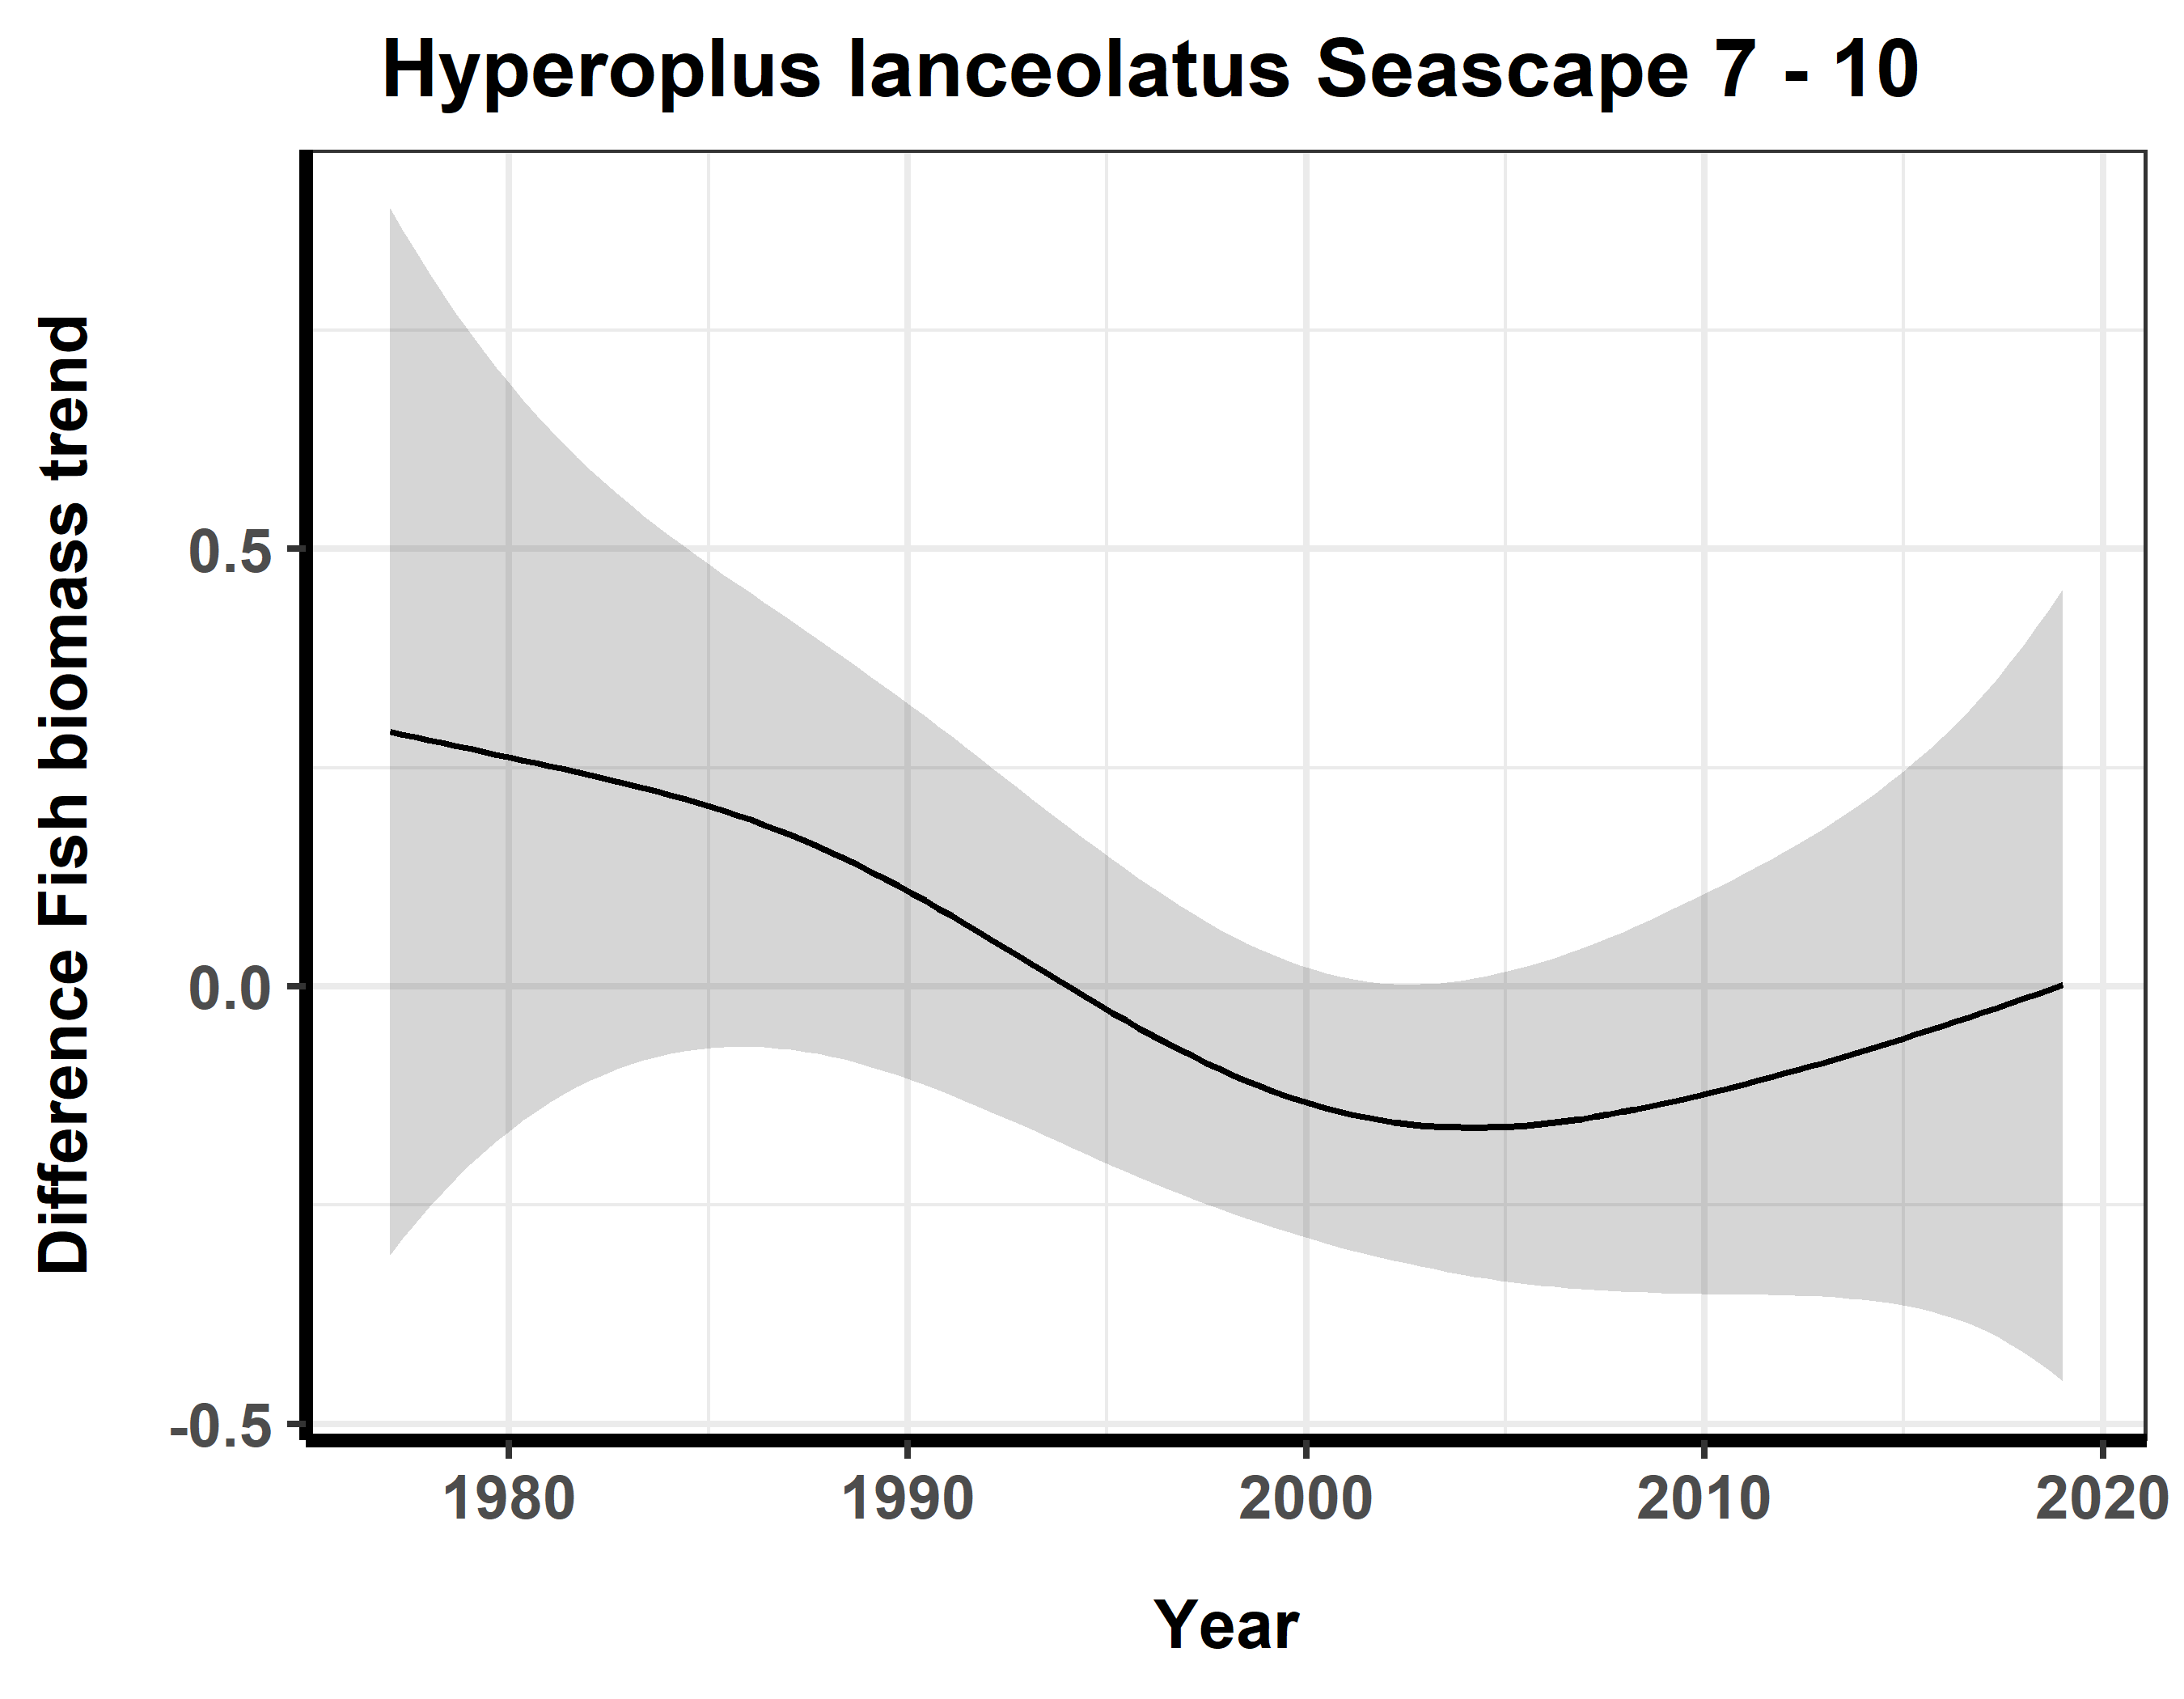 Hyperoplus lanceolatus Seascape 7 - 10
Difference Fish biomass trend
0.5
0.0
-0.5
1980 1990 2000 2010 2020
Year